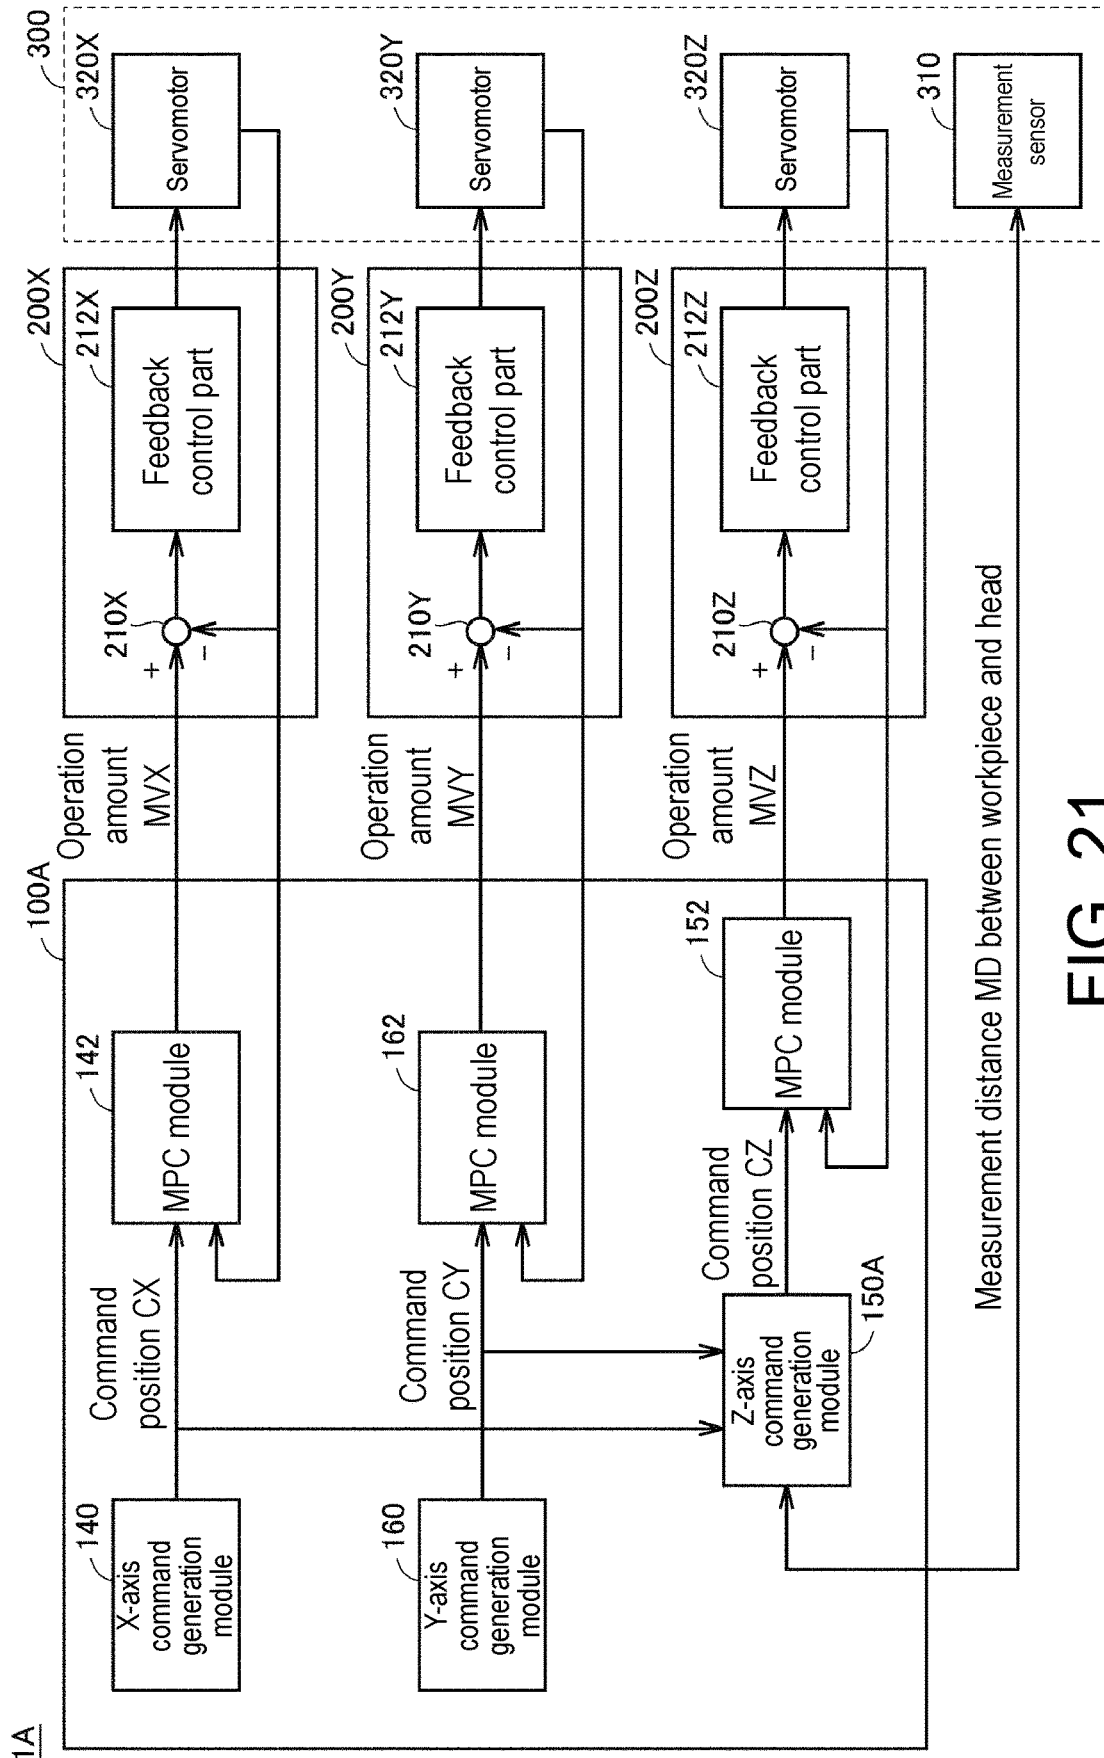 1A
100A
200X
300
140
X-axis
command
generation
module
Command
position CX
142
MPC module
Operation
amount
MVX
210X
+
−
212X
Feedback
control part
320X
Servomotor
160
Y-axis
command
generation
module
Command
position CY
162
MPC module
Operation
amount
MVY
200Y
210Y
+
−
212Y
Feedback
control part
320Y
Servomotor
Z-axis
command
generation
module
150A
Command
position CZ
152
MPC module
Operation
amount
MVZ
200Z
210Z
+
−
212Z
Feedback
control part
320Z
Servomotor
310
Measurement
sensor
Measurement distance MD between workpiece and head
FIG. 21